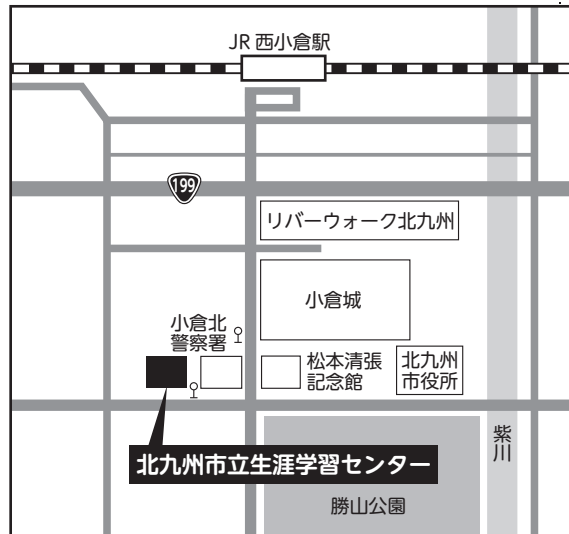 JR 西小倉駅
199
リバーウォーク北九州
小倉城
小倉北
警察署
松本清張
記念館
北九州
市役所
紫川
北九州市立生涯学習センター
勝山公園